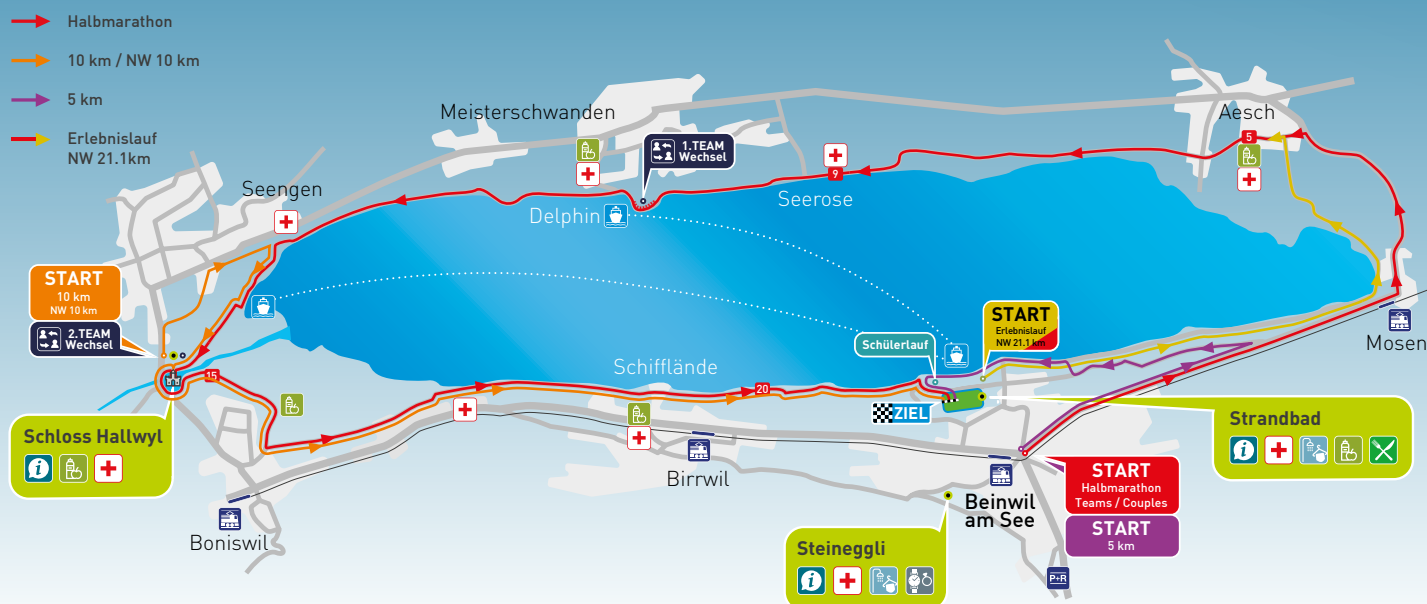 Halbmarathon
10 km / NW 10 km
5 km
Erlebnislauf
NW 21.1km
Meisterschwanden
Aesch
5
1.TEAM
Wechsel
9
Seerose
Seengen
Delphin
START
10 km
NW 10 km
2.TEAM
Wechsel
START
Erlebnislauf
NW 21.1 km
Mosen
Schülerlauf
Schifflände
15
20
ZIEL
Schloss Hallwyl
i
Strandbad
i
START
Halbmarathon
Teams / Couples
START
5 km
Birrwil
Beinwil
am See
Boniswil
Steineggli
i
P+R